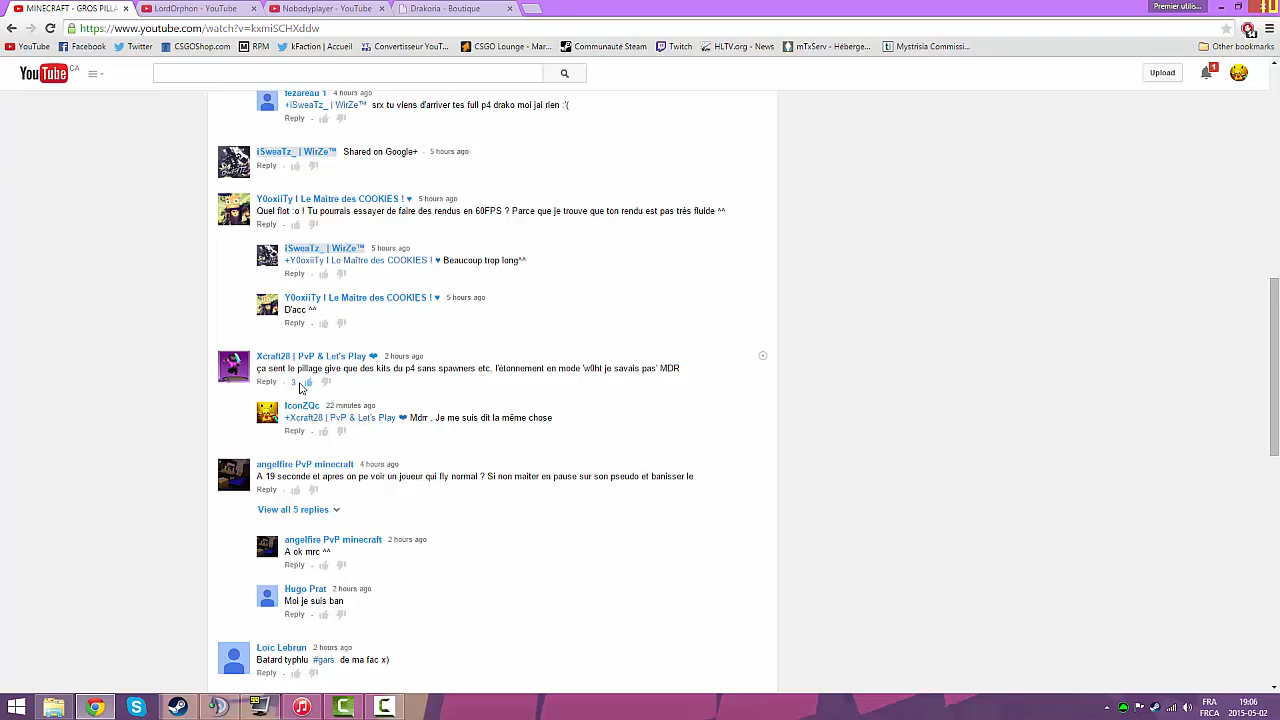 MINECRAFT - GROS PILLA
LordOrphon - YouTube
Nobodyplayer - YouTube
Drakoria - Boutique
Premier utilis...
https://www.youtube.com/watch?v=kxmiSCHXddw
YouTube
Facebook
Twitter
CSGOShop.com
RPM
kFaction | Accueil
Convertisseur YouT...
CSGO Lounge - Mar...
Communauté Steam
Twitch
HLTV.org - News
mTxServ - Héberge...
Mystrisia Commissi...
Other bookmarks
YouTube CA
Upload
1
fezareau 1 4 hours ago
+iSweaTz_ | WirZe™ srx tu viens d'arriver tes full p4 drako moi jai rien :'(
Reply ·
iSweaTz_ | WirZe™ Shared on Google+ · 5 hours ago
Reply ·
Y0oxiiTy I Le Maître des COOKIES ! ♥ 5 hours ago
Quel flot :o ! Tu pourrais essayer de faire des rendus en 60FPS ? Parce que je trouve que ton rendu est pas très fluide ^^
Reply ·
iSweaTz_ | WirZe™ 5 hours ago
+Y0oxiiTy I Le Maître des COOKIES ! ♥ Beaucoup trop long^^
Reply ·
Y0oxiiTy I Le Maître des COOKIES ! ♥ 5 hours ago
D'acc ^^
Reply ·
Xcraft28 | PvP & Let's Play ❤ 2 hours ago
ça sent le pillage give que des kits du p4 sans spawners etc, l'étonnement en mode 'w0ht je savais pas' MDR
Reply · 3
IconZQc 22 minutes ago
+Xcraft28 | PvP & Let's Play ❤ Mdrr , Je me suis dit la même chose
Reply ·
angelfire PvP minecraft 4 hours ago
A 19 seconde et apres on pe voir un joueur qui fly normal ? Si non maiter en pause sur son pseudo et banisser le
Reply ·
View all 5 replies
angelfire PvP minecraft 2 hours ago
A ok mrc ^^
Reply ·
Hugo Prat 2 hours ago
Moi je suis ban
Reply ·
Loïc Lebrun 2 hours ago
Batard typhlu #gars de ma fac x)
Reply ·
FRA
FRCA
19:06
2015-05-02